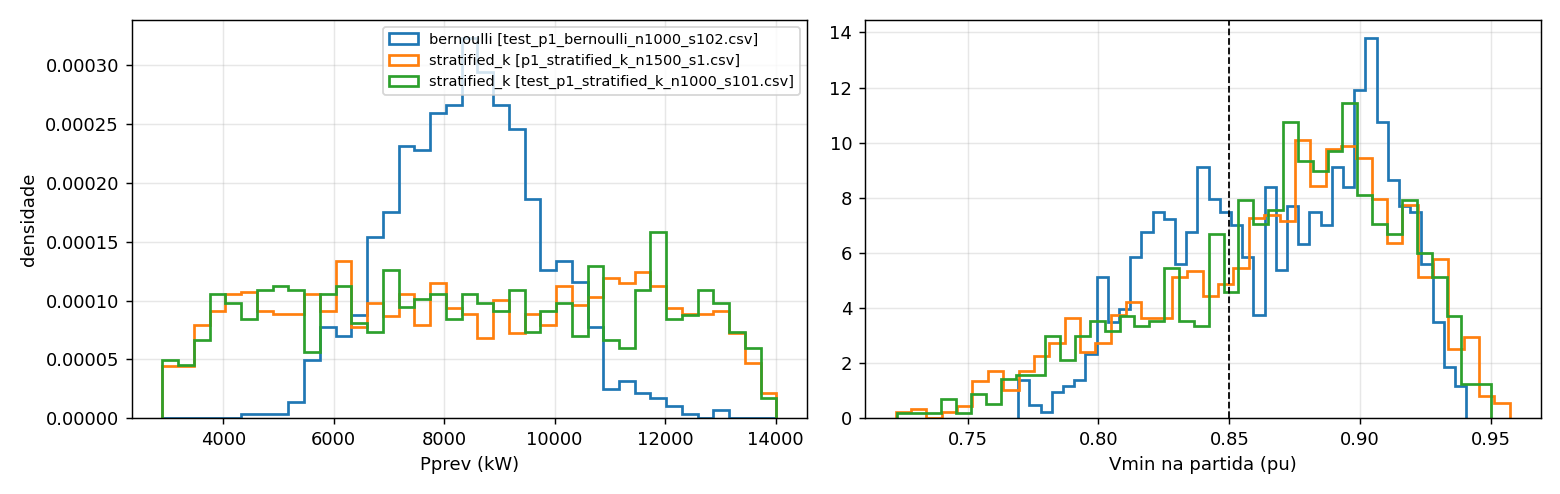 bernoulli [test_p1_bernoulli_n1000_s102.csv]
stratified_k [p1_stratified_k_n1500_s1.csv]
stratified_k [test_p1_stratified_k_n1000_s101.csv]
densidade
0.00030
0.00025
0.00020
0.00015
0.00010
0.00005
0.00000
4000 6000 8000 10000 12000 14000
Pprev (kW)
14
12
10
8
6
4
2
0
0.75 0.80 0.85 0.90 0.95
Vmin na partida (pu)